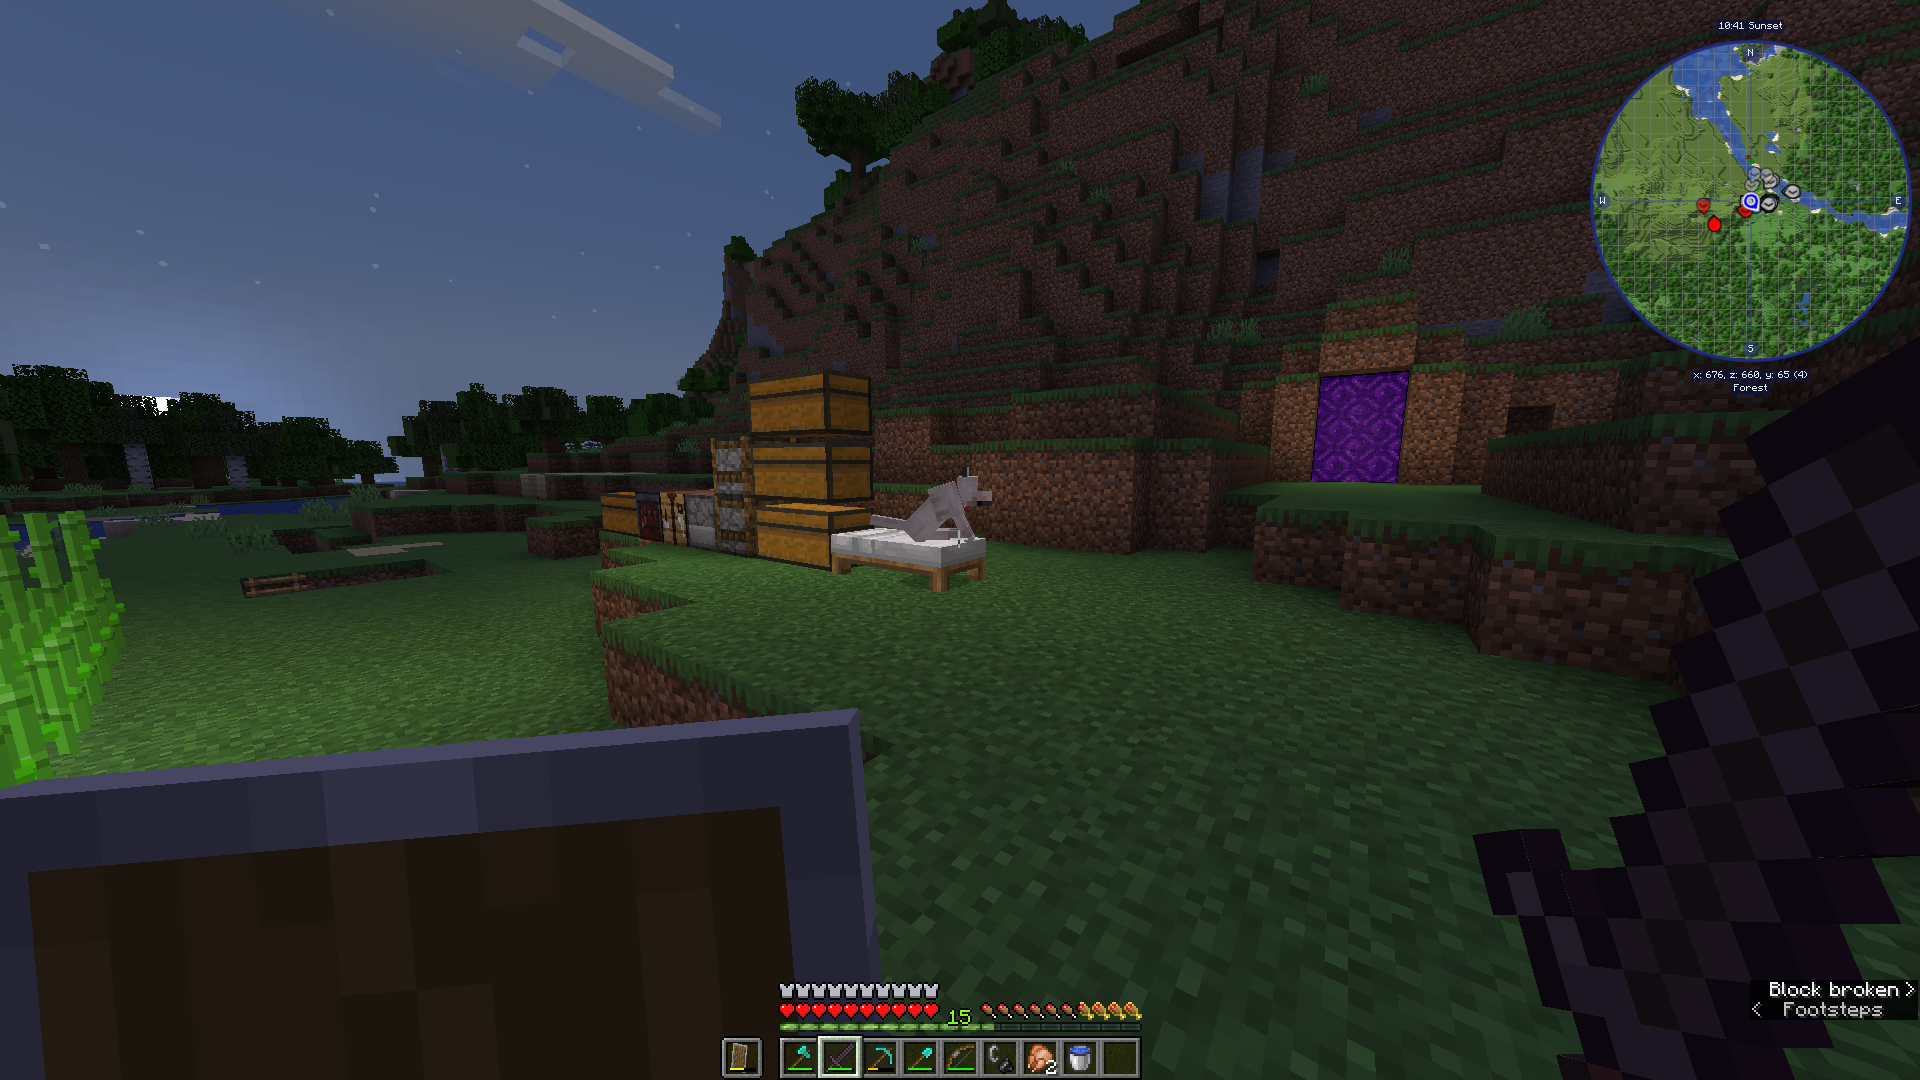 10:41 Sunset
N
W
E
S
x: 676, z: 660, y: 65 (4)
Forest
Block broken >
< Footsteps
15
2